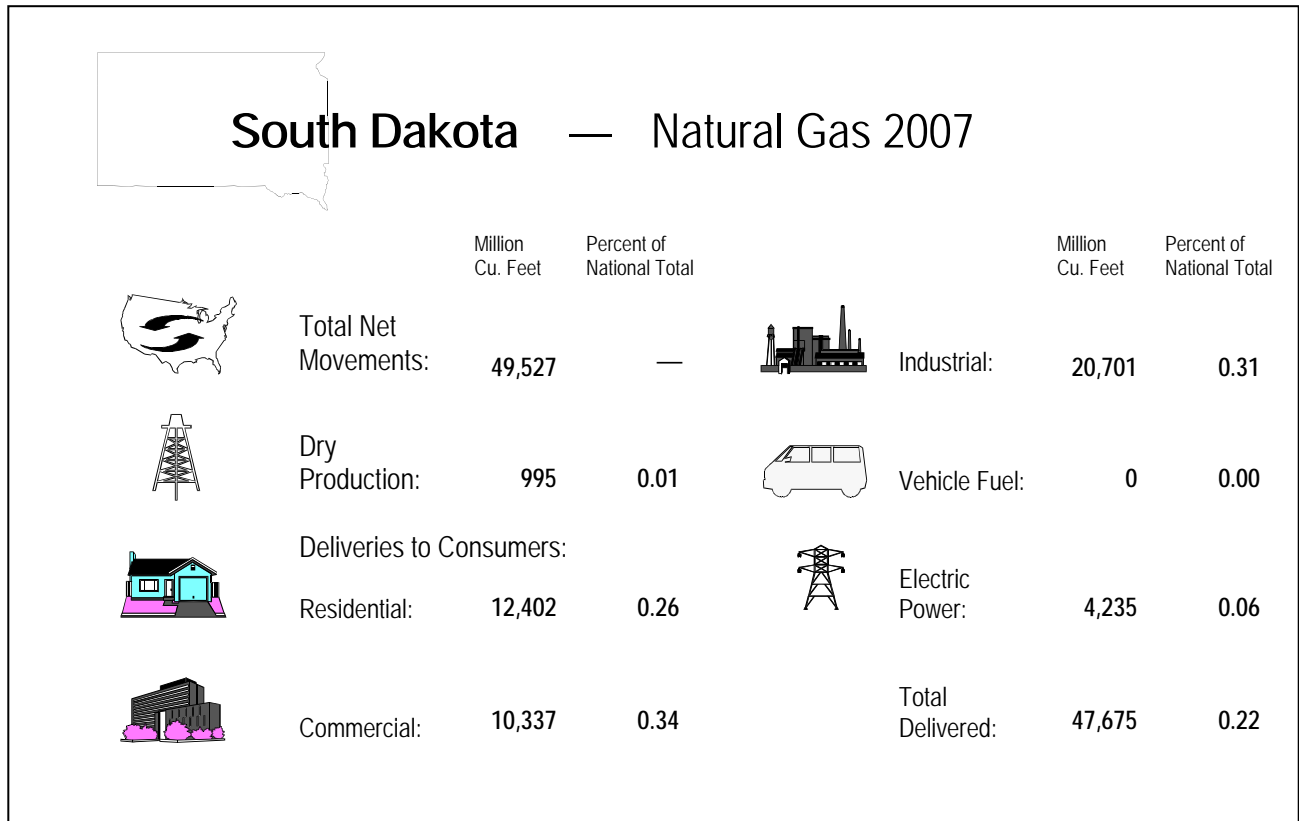 South Dakota — Natural Gas 2007
Million Cu. Feet Percent of National Total
Total Net Movements: 49,527 —
Dry Production: 995 0.01
Deliveries to Consumers:
Residential: 12,402 0.26
Commercial: 10,337 0.34
Million Cu. Feet Percent of National Total
Industrial: 20,701 0.31
Vehicle Fuel: 0 0.00
Electric Power: 4,235 0.06
Total Delivered: 47,675 0.22